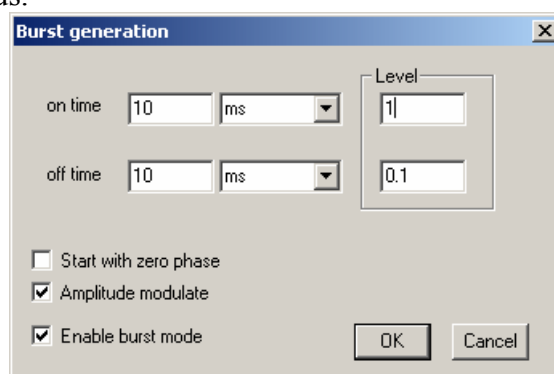 Burst generation
Level
on time 10 ms 1
off time 10 ms 0.1
Start with zero phase
Amplitude modulate
Enable burst mode OK Cancel